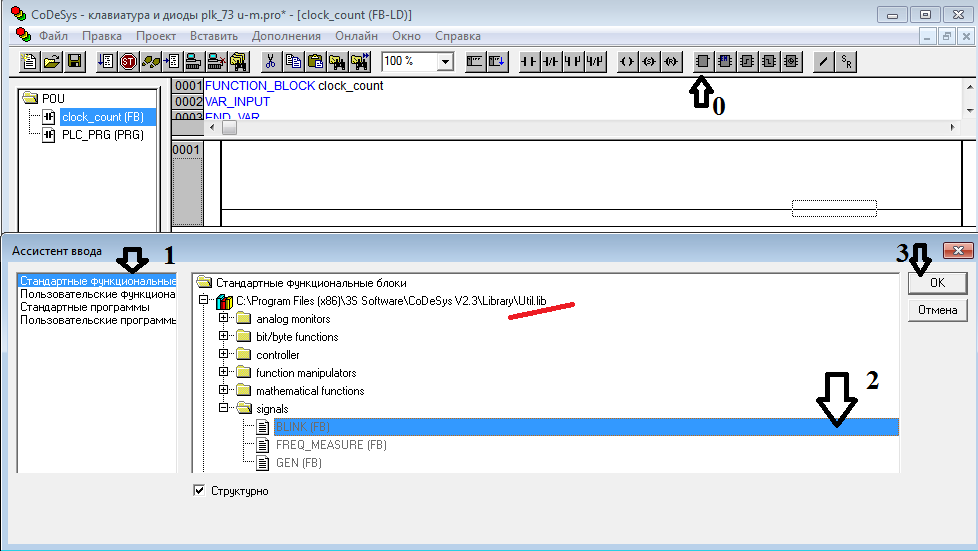 CoDeSys - клавиатура и диоды plk_73 u-m.pro* - [clock_count (FB-LD)]
Файл Правка Проект Вставить Дополнения Онлайн Окно Справка
100 %
0
POU
clock_count (FB)
PLC_PRG (PRG)
0001 FUNCTION_BLOCK clock_count
0002 VAR_INPUT
0003 END_VAR
0001
Ассистент ввода
1
3
Стандартные функциональные
Пользовательские функциона
Стандартные программы
Пользовательские программы
Стандартные функциональные блоки
C:\Program Files (x86)\3S Software\CoDeSys V2.3\Library\Util.lib
analog monitors
bit/byte functions
controller
function manipulators
mathematical functions
signals
BLINK (FB)
FREQ_MEASURE (FB)
GEN (FB)
2
OK
Отмена
Структурно